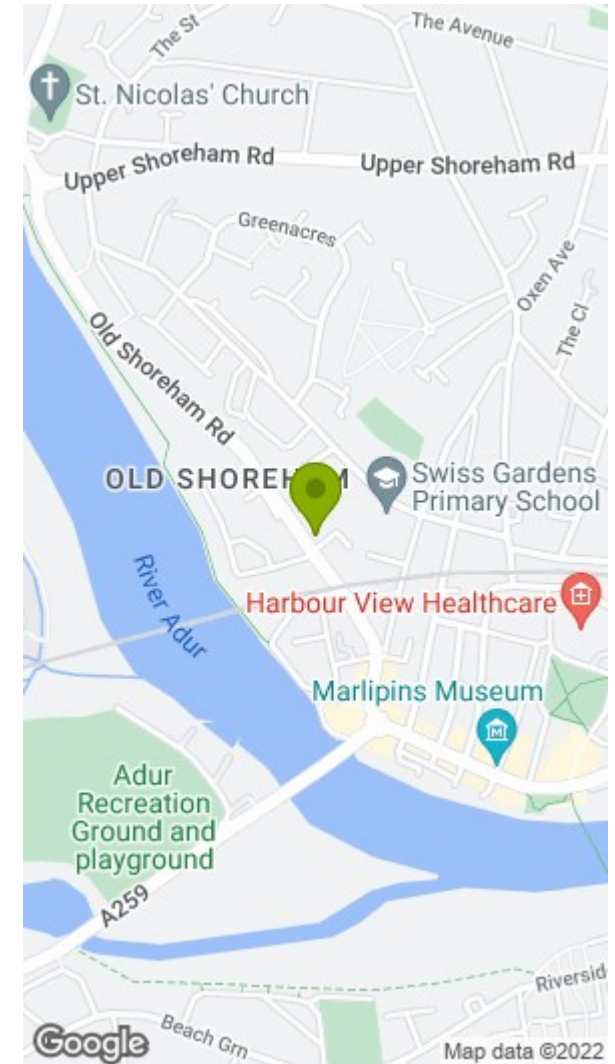 The Avenue
The St
St. Nicolas' Church
Upper Shoreham Rd
Upper Shoreham Rd
Greenacres
Oxen Ave
The Cl
Old Shoreham Rd
OLD SHOREH M
Swiss Gardens
Primary School
River Adur
Harbour View Healthcare
Marlipins Museum
M
Adur
Recreation
Ground and
playground
A259
Riversid
Beach Grn
Google
Map data ©2022